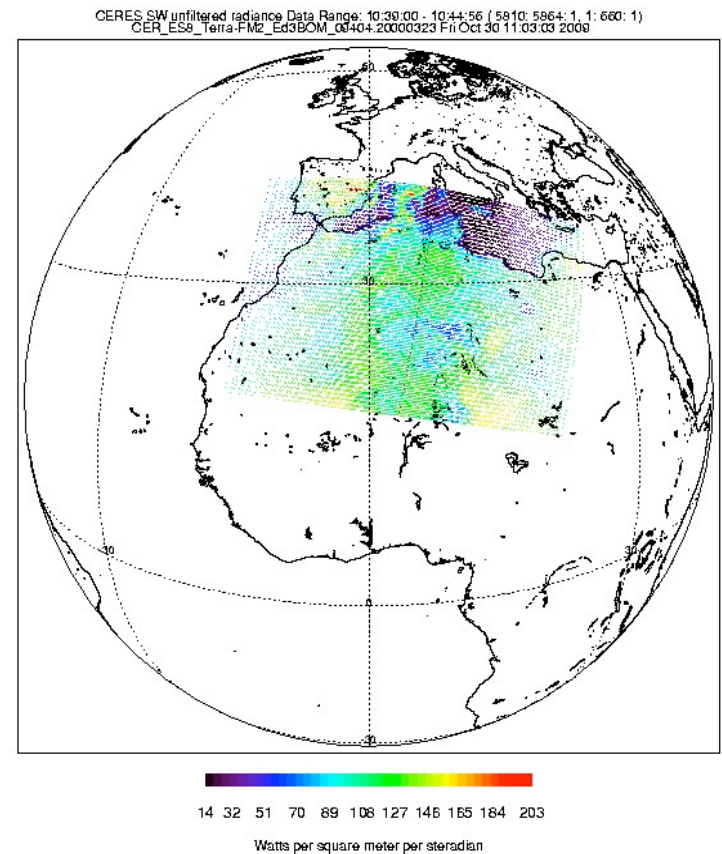 CERES SW unfiltered radiance Data Range: 10:39:00 - 10:44:56 ( 5810: 5864: 1, 1: 660: 1)
CER_ES8_Terra-FM2_Ed3BOM_09404.20000323 Fri Oct 30 11:03:03 2009
60
30
-30
30
0
-30
14 32 51 70 89 108 127 146 165 184 203
Watts per square meter per steradian